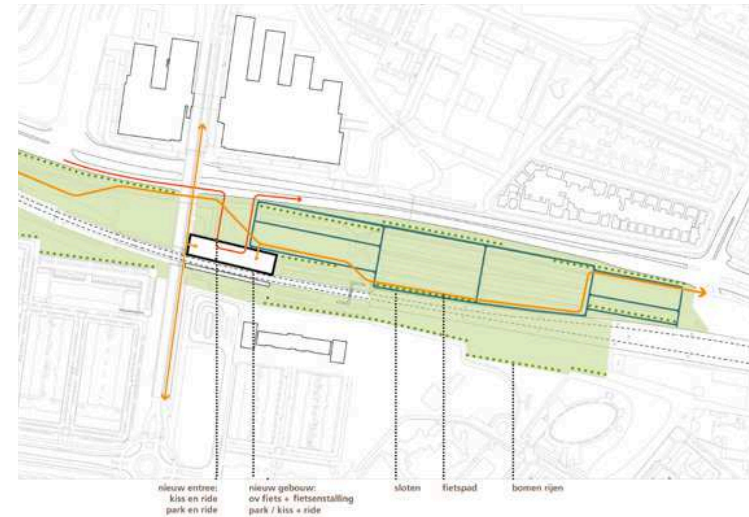 nieuw entree:
kiss en ride
park en ride
nieuw gebouw:
ov fiets + fietsenstalling
park / kiss + ride
sloten
fietspad
bomen rijen